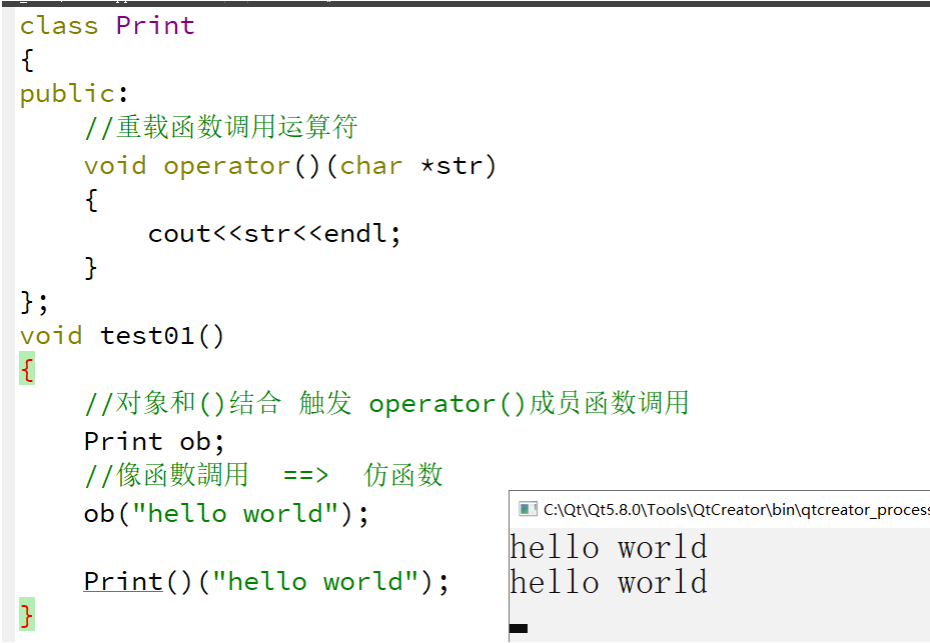 class Print
{
public:
    //重载函数调用运算符
    void operator()(char *str)
    {
        cout<<str<<endl;
    }
};
void test01()
{
    //对象和()结合 触发 operator()成员函数调用
    Print ob;
    //像函數調用  ==>  仿函数
    ob("hello world");
    Print()("hello world");
}
C:\Qt\Qt5.8.0\Tools\QtCreator\bin\qtcreator_process
hello world
hello world